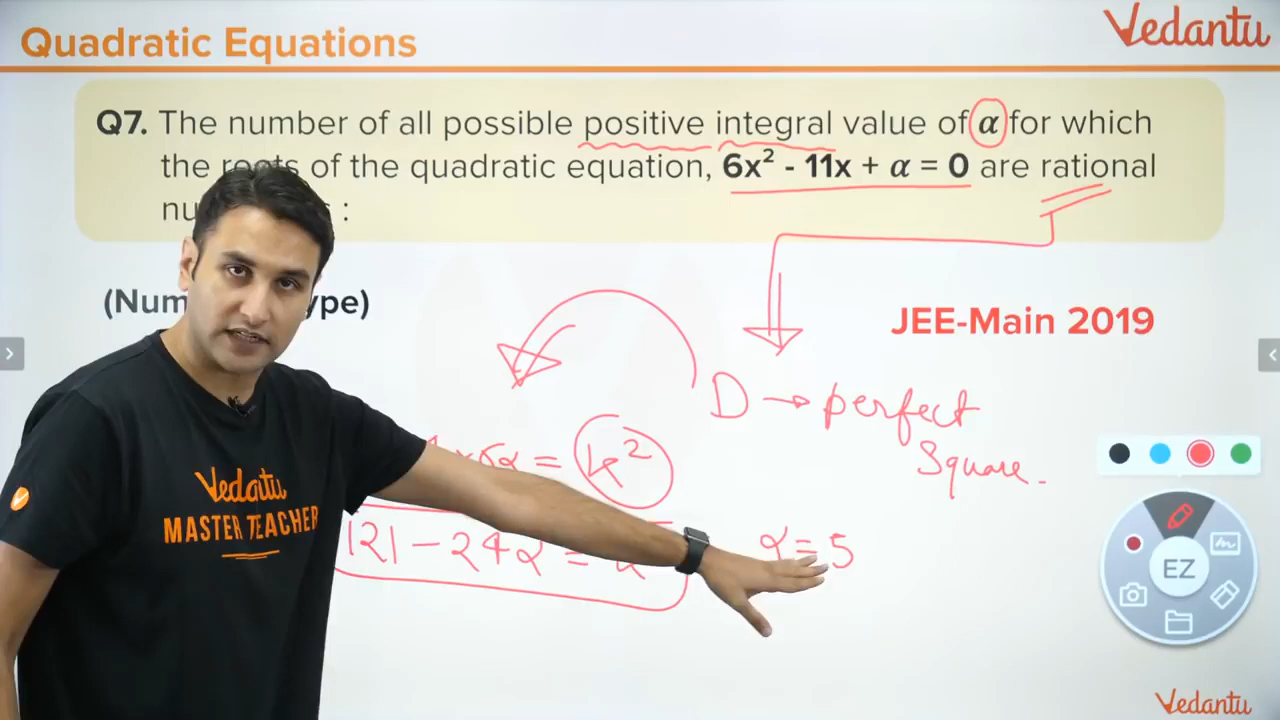 Quadratic Equations
Vedantu
Q7. The number of all possible positive integral value of α for which
the roots of the quadratic equation, 6x² - 11x + α = 0 are rational
:
JEE-Main 2019
D → perfect
Square.
= k²
121 - 24α =
α = 5
Vedantu
MASTER TEACHER
EZ
Vedantu